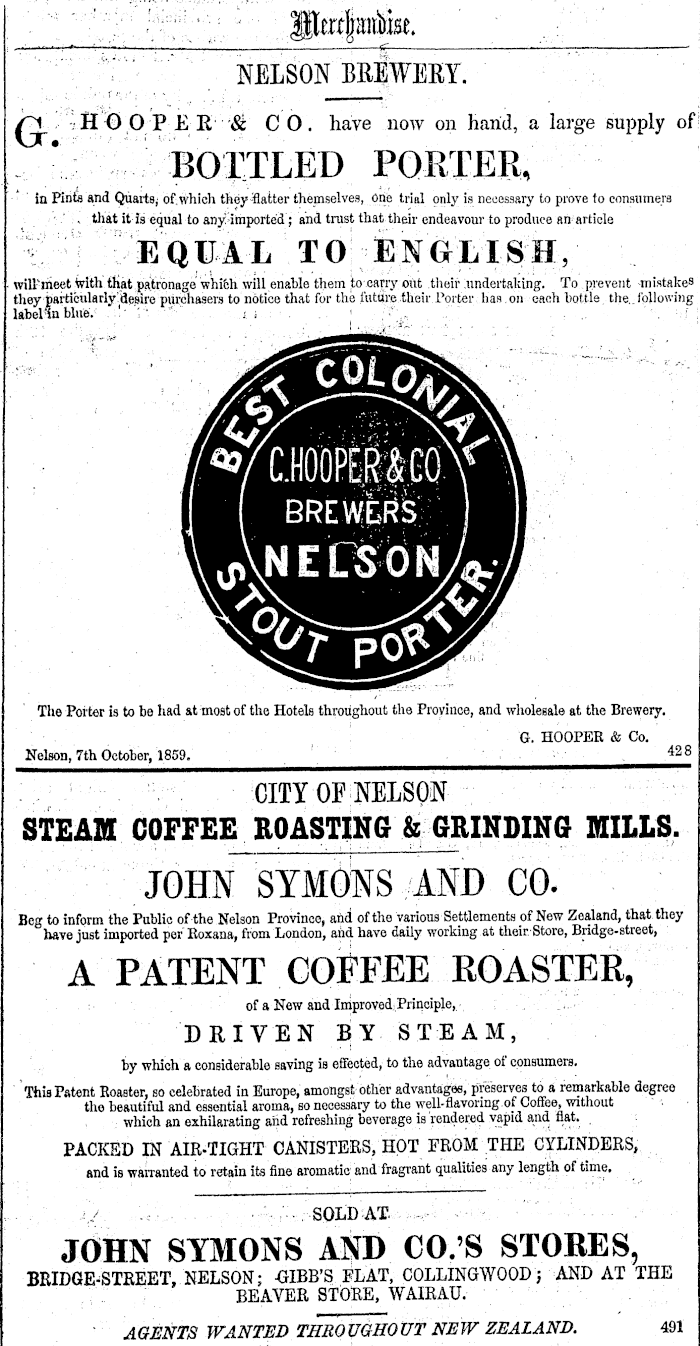 Merchandise.
NELSON BREWERY.
G. HOOPER & CO. have now on hand, a large supply of
BOTTLED PORTER,
in Pints and Quarts, of which they flatter themselves, one trial only is necessary to prove to consumers
that it is equal to any imported; and trust that their endeavour to produce an article
EQUAL TO ENGLISH,
will meet with that patronage which will enable them to carry out their undertaking. To prevent mistakes
they particularly desire purchasers to notice that for the future their Porter has on each bottle the following
label in blue.
BEST COLONIAL
C.HOOPER & CO
BREWERS
NELSON
STOUT PORTER.
The Porter is to be had at most of the Hotels throughout the Province, and wholesale at the Brewery.
G. HOOPER & Co.
Nelson, 7th October, 1859. 428
CITY OF NELSON
STEAM COFFEE ROASTING & GRINDING MILLS.
JOHN SYMONS AND CO.
Beg to inform the Public of the Nelson Province, and of the various Settlements of New Zealand, that they
have just imported per Roxana, from London, and have daily working at their Store, Bridge-street,
A PATENT COFFEE ROASTER,
of a New and Improved Principle,
DRIVEN BY STEAM,
by which a considerable saving is effected, to the advantage of consumers.
This Patent Roaster, so celebrated in Europe, amongst other advantages, preserves to a remarkable degree
the beautiful and essential aroma, so necessary to the well-flavoring of Coffee, without
which an exhilarating and refreshing beverage is rendered vapid and flat.
PACKED IN AIR-TIGHT CANISTERS, HOT FROM THE CYLINDERS,
and is warranted to retain its fine aromatic and fragrant qualities any length of time.
SOLD AT
JOHN SYMONS AND CO.'S STORES,
BRIDGE-STREET, NELSON; GIBB'S FLAT, COLLINGWOOD; AND AT THE
BEAVER STORE, WAIRAU.
AGENTS WANTED THROUGHOUT NEW ZEALAND. 491